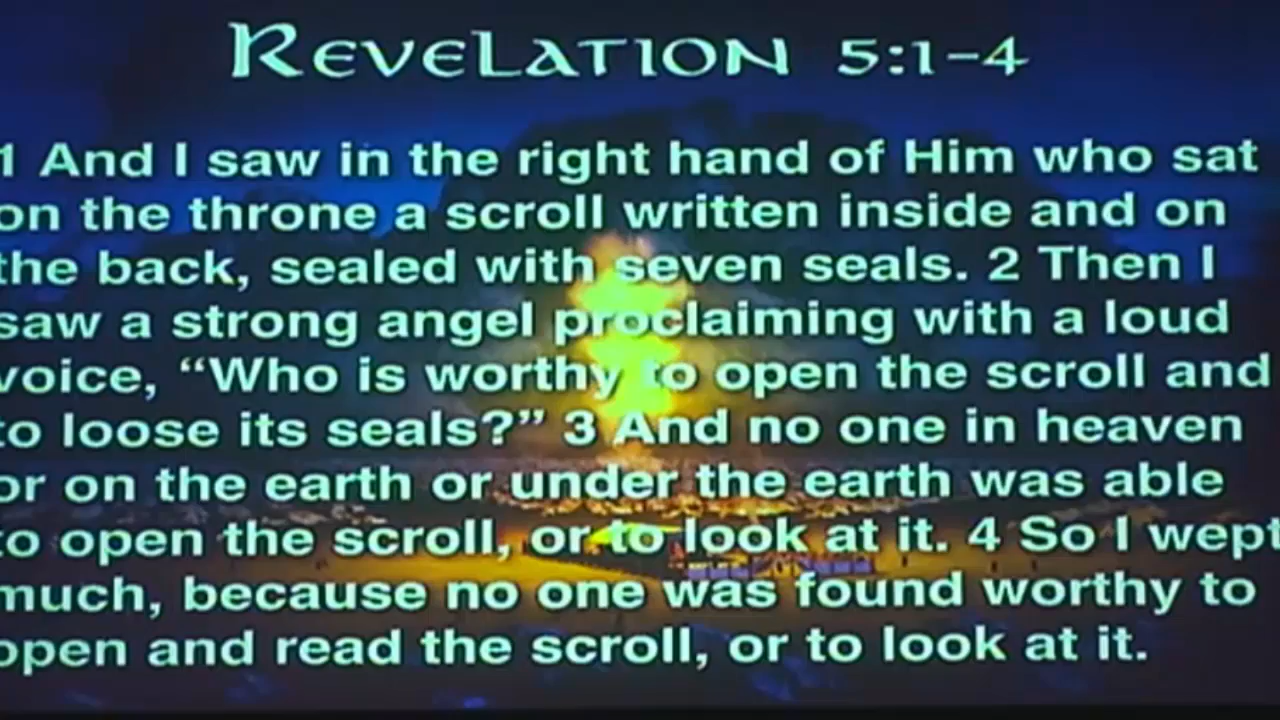 Revelation 5:1-4
1 And I saw in the right hand of Him who sat
on the throne a scroll written inside and on
the back, sealed with seven seals. 2 Then I
saw a strong angel proclaiming with a loud
voice, “Who is worthy to open the scroll and
to loose its seals?” 3 And no one in heaven
or on the earth or under the earth was able
to open the scroll, or to look at it. 4 So I wept
much, because no one was found worthy to
open and read the scroll, or to look at it.